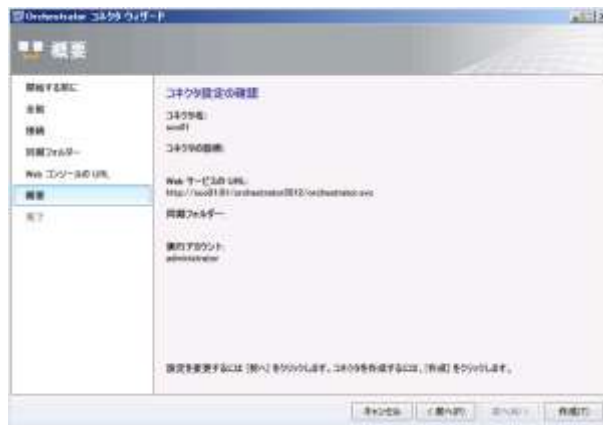 Orchestrator コネクタ ウィザード
概要
開始する前に
全般
接続
同期フォルダー
Web コンソールの URL
概要
完了
コネクタ設定の確認
コネクタ名:
sco01
コネクタの説明:
Web サービスの URL:
http://sco01:81/orchestrator2012/orchestrator.svc
同期フォルダー:
実行アカウント:
administrator
設定を変更するには [前へ] をクリックします。コネクタを作成するには、[作成] をクリックします。
キャンセル
< 前へ(P)
次へ(N) >
作成(T)